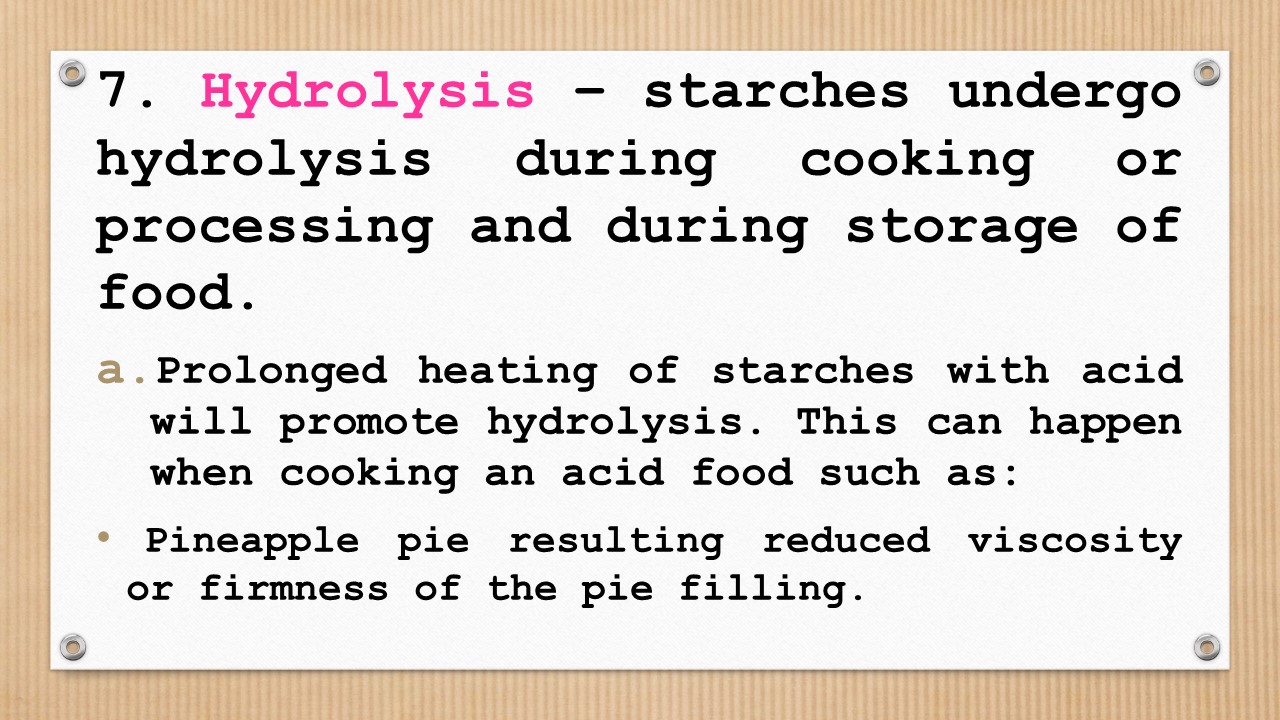 7. Hydrolysis – starches undergo
hydrolysis during cooking or
processing and during storage of
food.
a.Prolonged heating of starches with acid
will promote hydrolysis. This can happen
when cooking an acid food such as:
• Pineapple pie resulting reduced viscosity
or firmness of the pie filling.